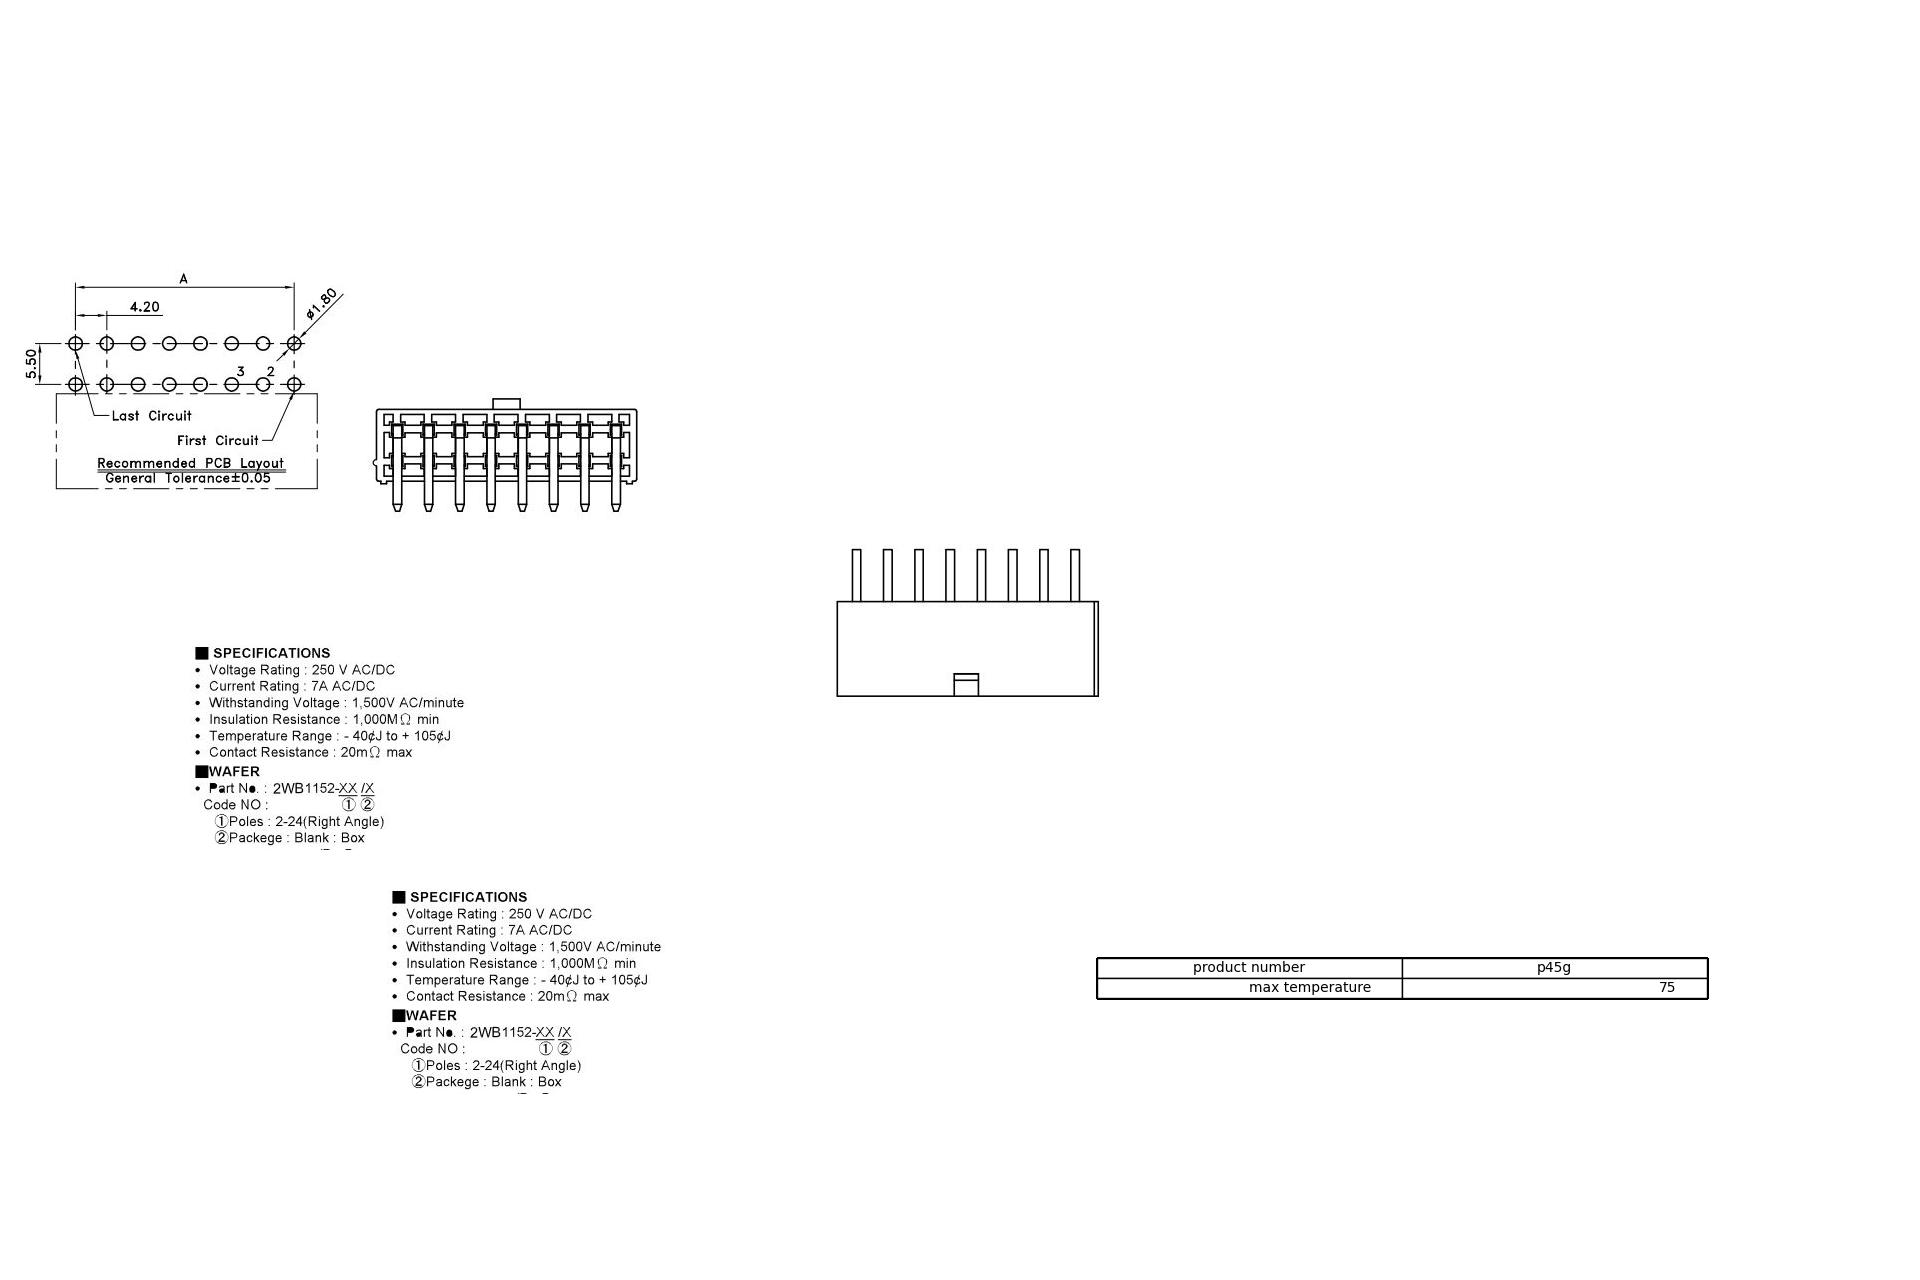 A
4.20
ø1.80
5.50
3 2
Last Circuit
First Circuit
Recommended PCB Layout
General Tolerance±0.05
■ SPECIFICATIONS
• Voltage Rating : 250 V AC/DC
• Current Rating : 7A AC/DC
• Withstanding Voltage : 1,500V AC/minute
• Insulation Resistance : 1,000MΩ min
• Temperature Range : - 40¢J to + 105¢J
• Contact Resistance : 20mΩ max
■WAFER
• Part No. : 2WB1152-XX /X
Code NO : ① ②
①Poles : 2-24(Right Angle)
②Packege : Blank : Box
■ SPECIFICATIONS
• Voltage Rating : 250 V AC/DC
• Current Rating : 7A AC/DC
• Withstanding Voltage : 1,500V AC/minute
• Insulation Resistance : 1,000MΩ min
• Temperature Range : - 40¢J to + 105¢J
• Contact Resistance : 20mΩ max
■WAFER
• Part No. : 2WB1152-XX /X
Code NO : ① ②
①Poles : 2-24(Right Angle)
②Packege : Blank : Box
product number p45g
max temperature 75